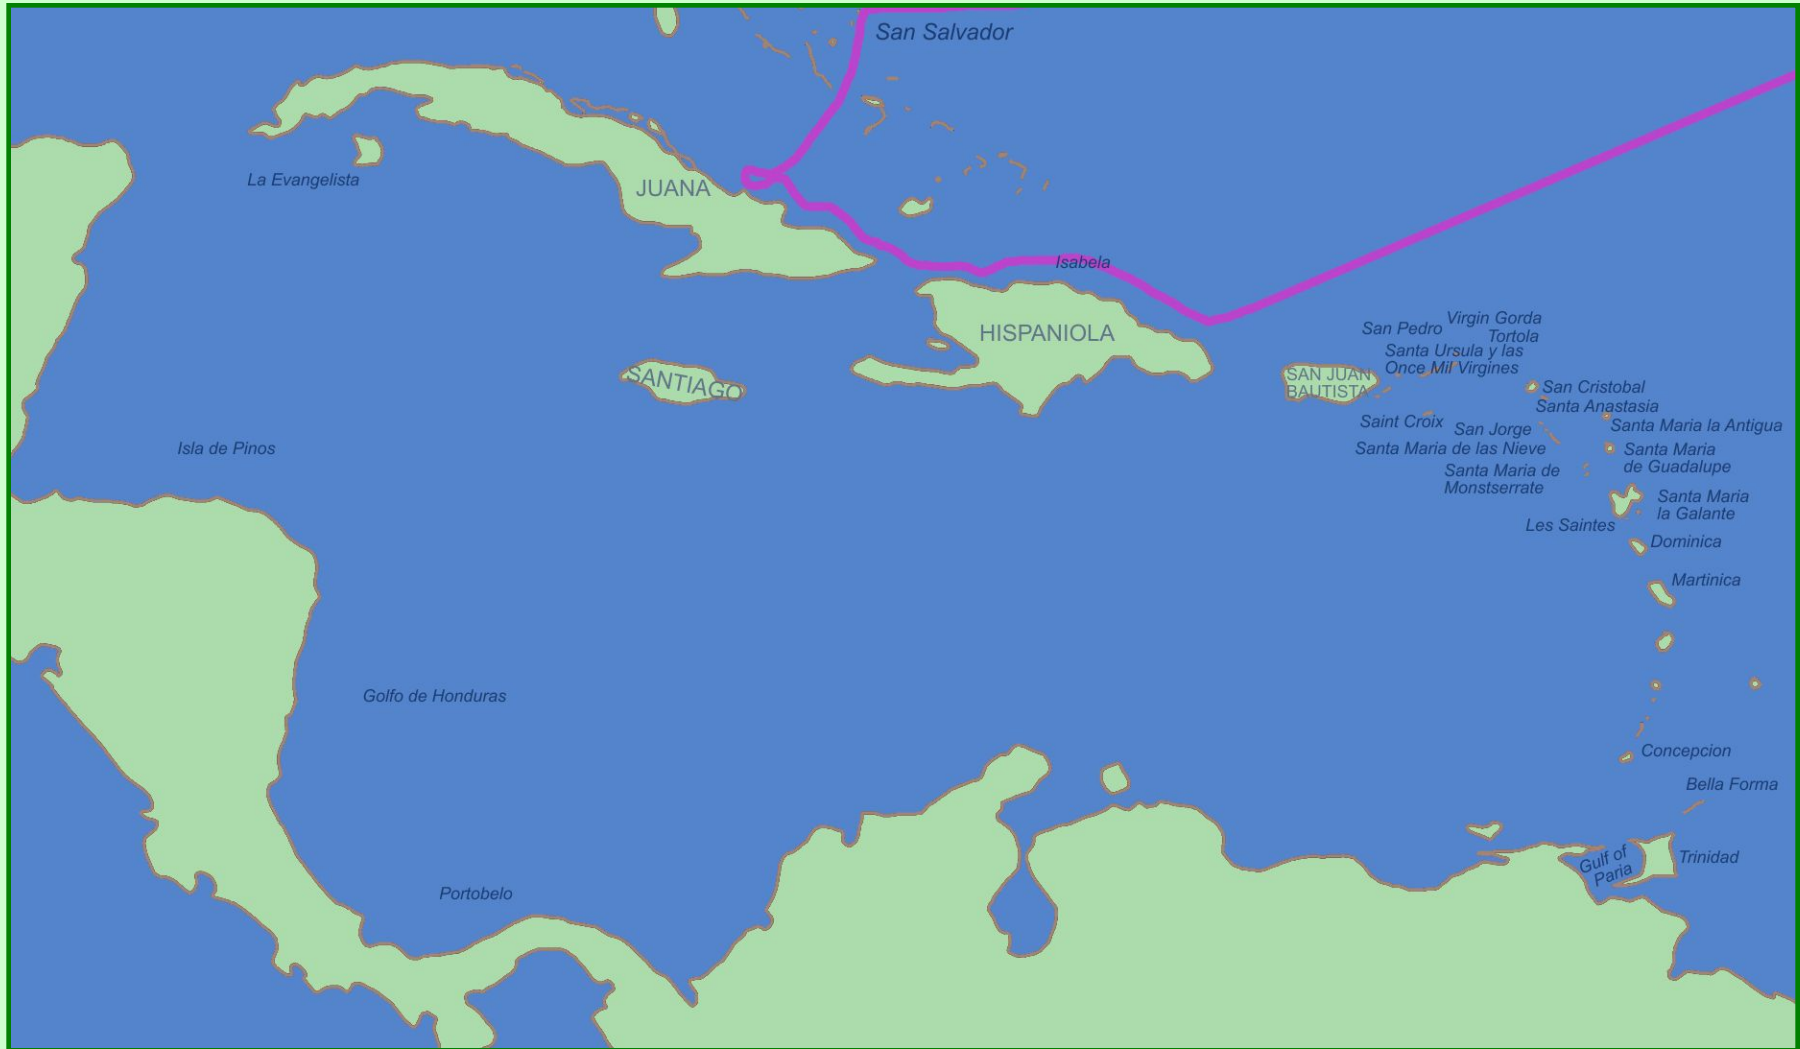 San Salvador
La Evangelista
JUANA
Isabela
HISPANIOLA
SANTIAGO
Virgin Gorda
San Pedro
Tortola
Santa Ursula y las
Once Mil Virgines
SAN JUAN
BAUTISTA
San Cristobal
Santa Anastasia
Saint Croix
San Jorge
Santa Maria la Antigua
Isla de Pinos
Santa Maria de las Nieve
Santa Maria
de Guadalupe
Santa Maria de
Monstserrate
Santa Maria
la Galante
Les Saintes
Dominica
Martinica
Golfo de Honduras
Concepcion
Bella Forma
Gulf of
Paria
Trinidad
Portobelo